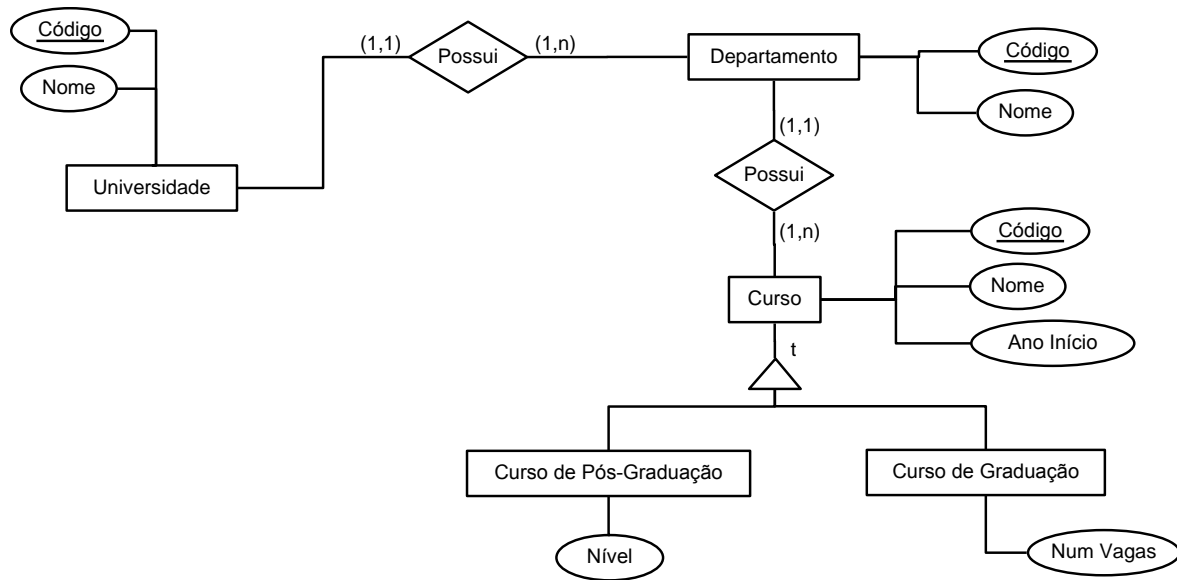 Código
Nome
Universidade
(1,1)
Possui
(1,n)
Departamento
Código
Nome
(1,1)
Possui
(1,n)
Curso
Código
Nome
Ano Início
t
Curso de Pós-Graduação
Curso de Graduação
Nível
Num Vagas